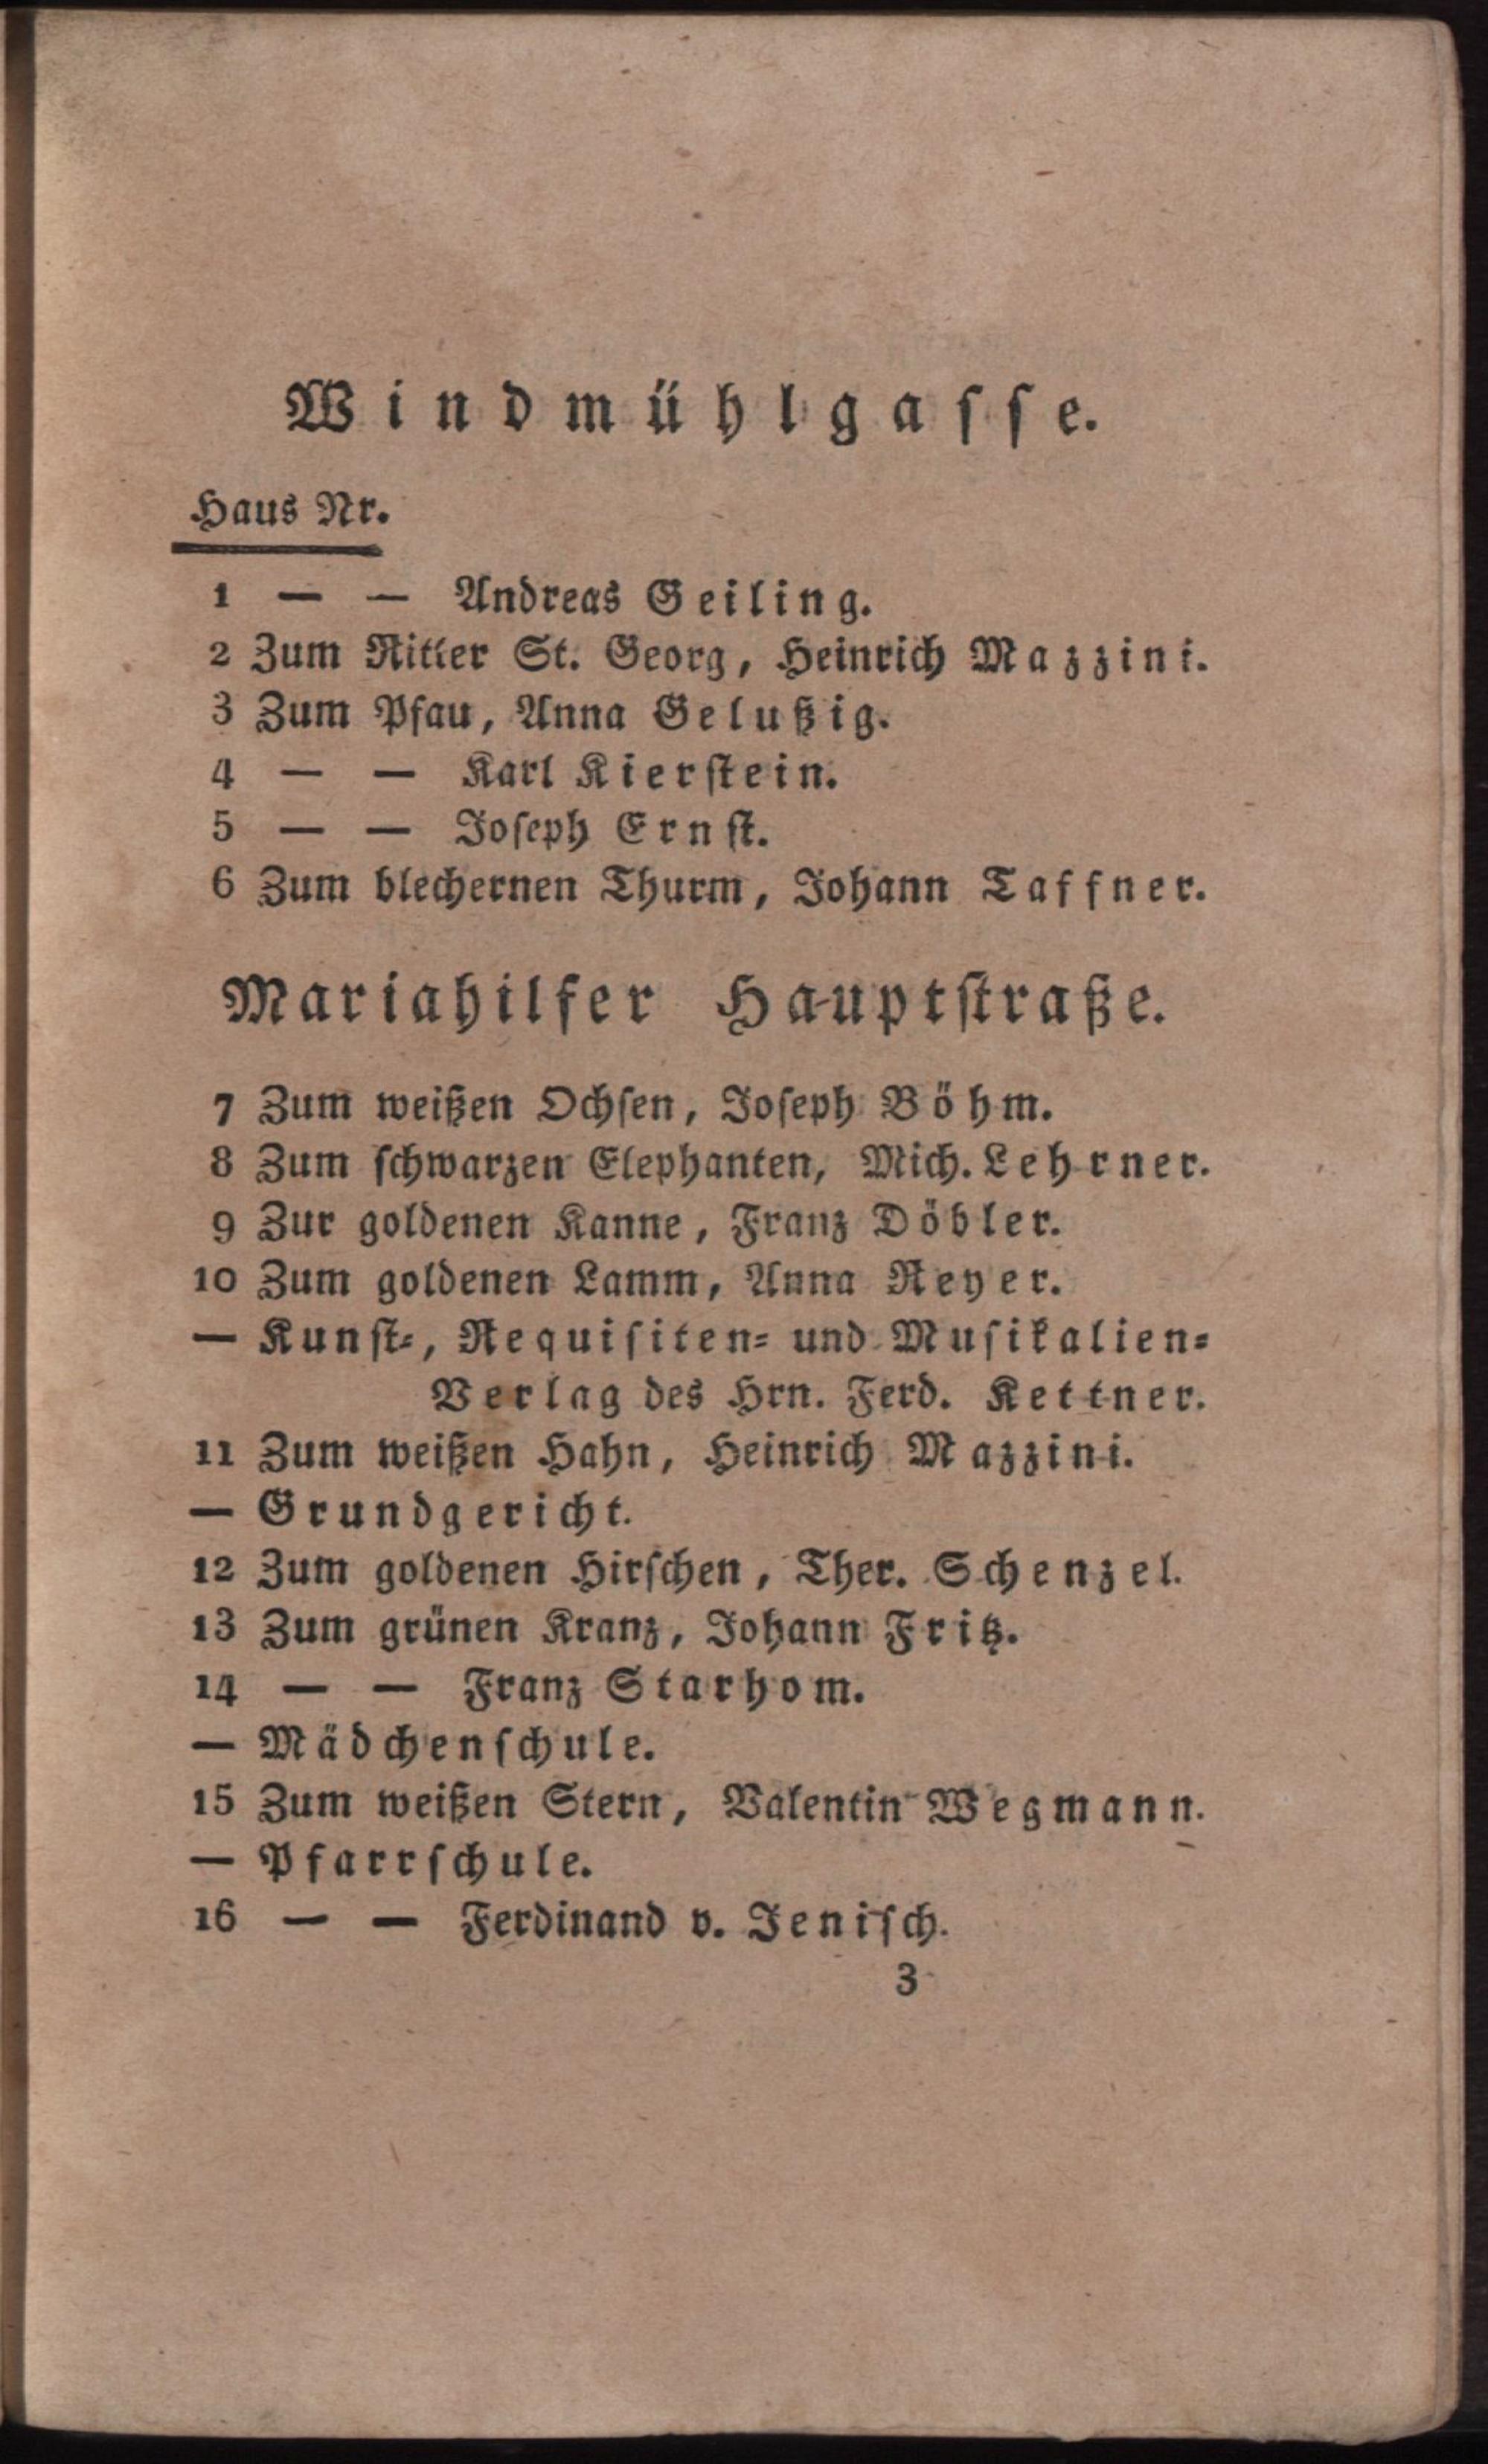 Windmühlgasse.
Haus Nr.
1 — — Andreas Geiling.
2 Zum Ritter St. Georg, Heinrich Mazzini.
3 Zum Pfau, Anna Gelußig.
4 — — Karl Kierstein.
5 — — Joseph Ernst.
6 Zum blechernen Thurm, Johann Taffner.
Mariahilfer Hauptstraße.
7 Zum weißen Ochsen, Joseph Böhm.
8 Zum schwarzen Elephanten, Mich. Lehrner.
9 Zur goldenen Kanne, Franz Döbler.
10 Zum goldenen Lamm, Anna Reyer.
— Kunst-, Requisiten- und Musikalien-
Verlag des Hrn. Ferd. Kettner.
11 Zum weißen Hahn, Heinrich Mazzini.
— Grundgericht.
12 Zum goldenen Hirschen, Ther. Schenzel.
13 Zum grünen Kranz, Johann Fritz.
14 — — Franz Starhom.
— Mädchenschule.
15 Zum weißen Stern, Valentin Wegmann.
— Pfarrschule.
16 — — Ferdinand v. Jenisch.
3